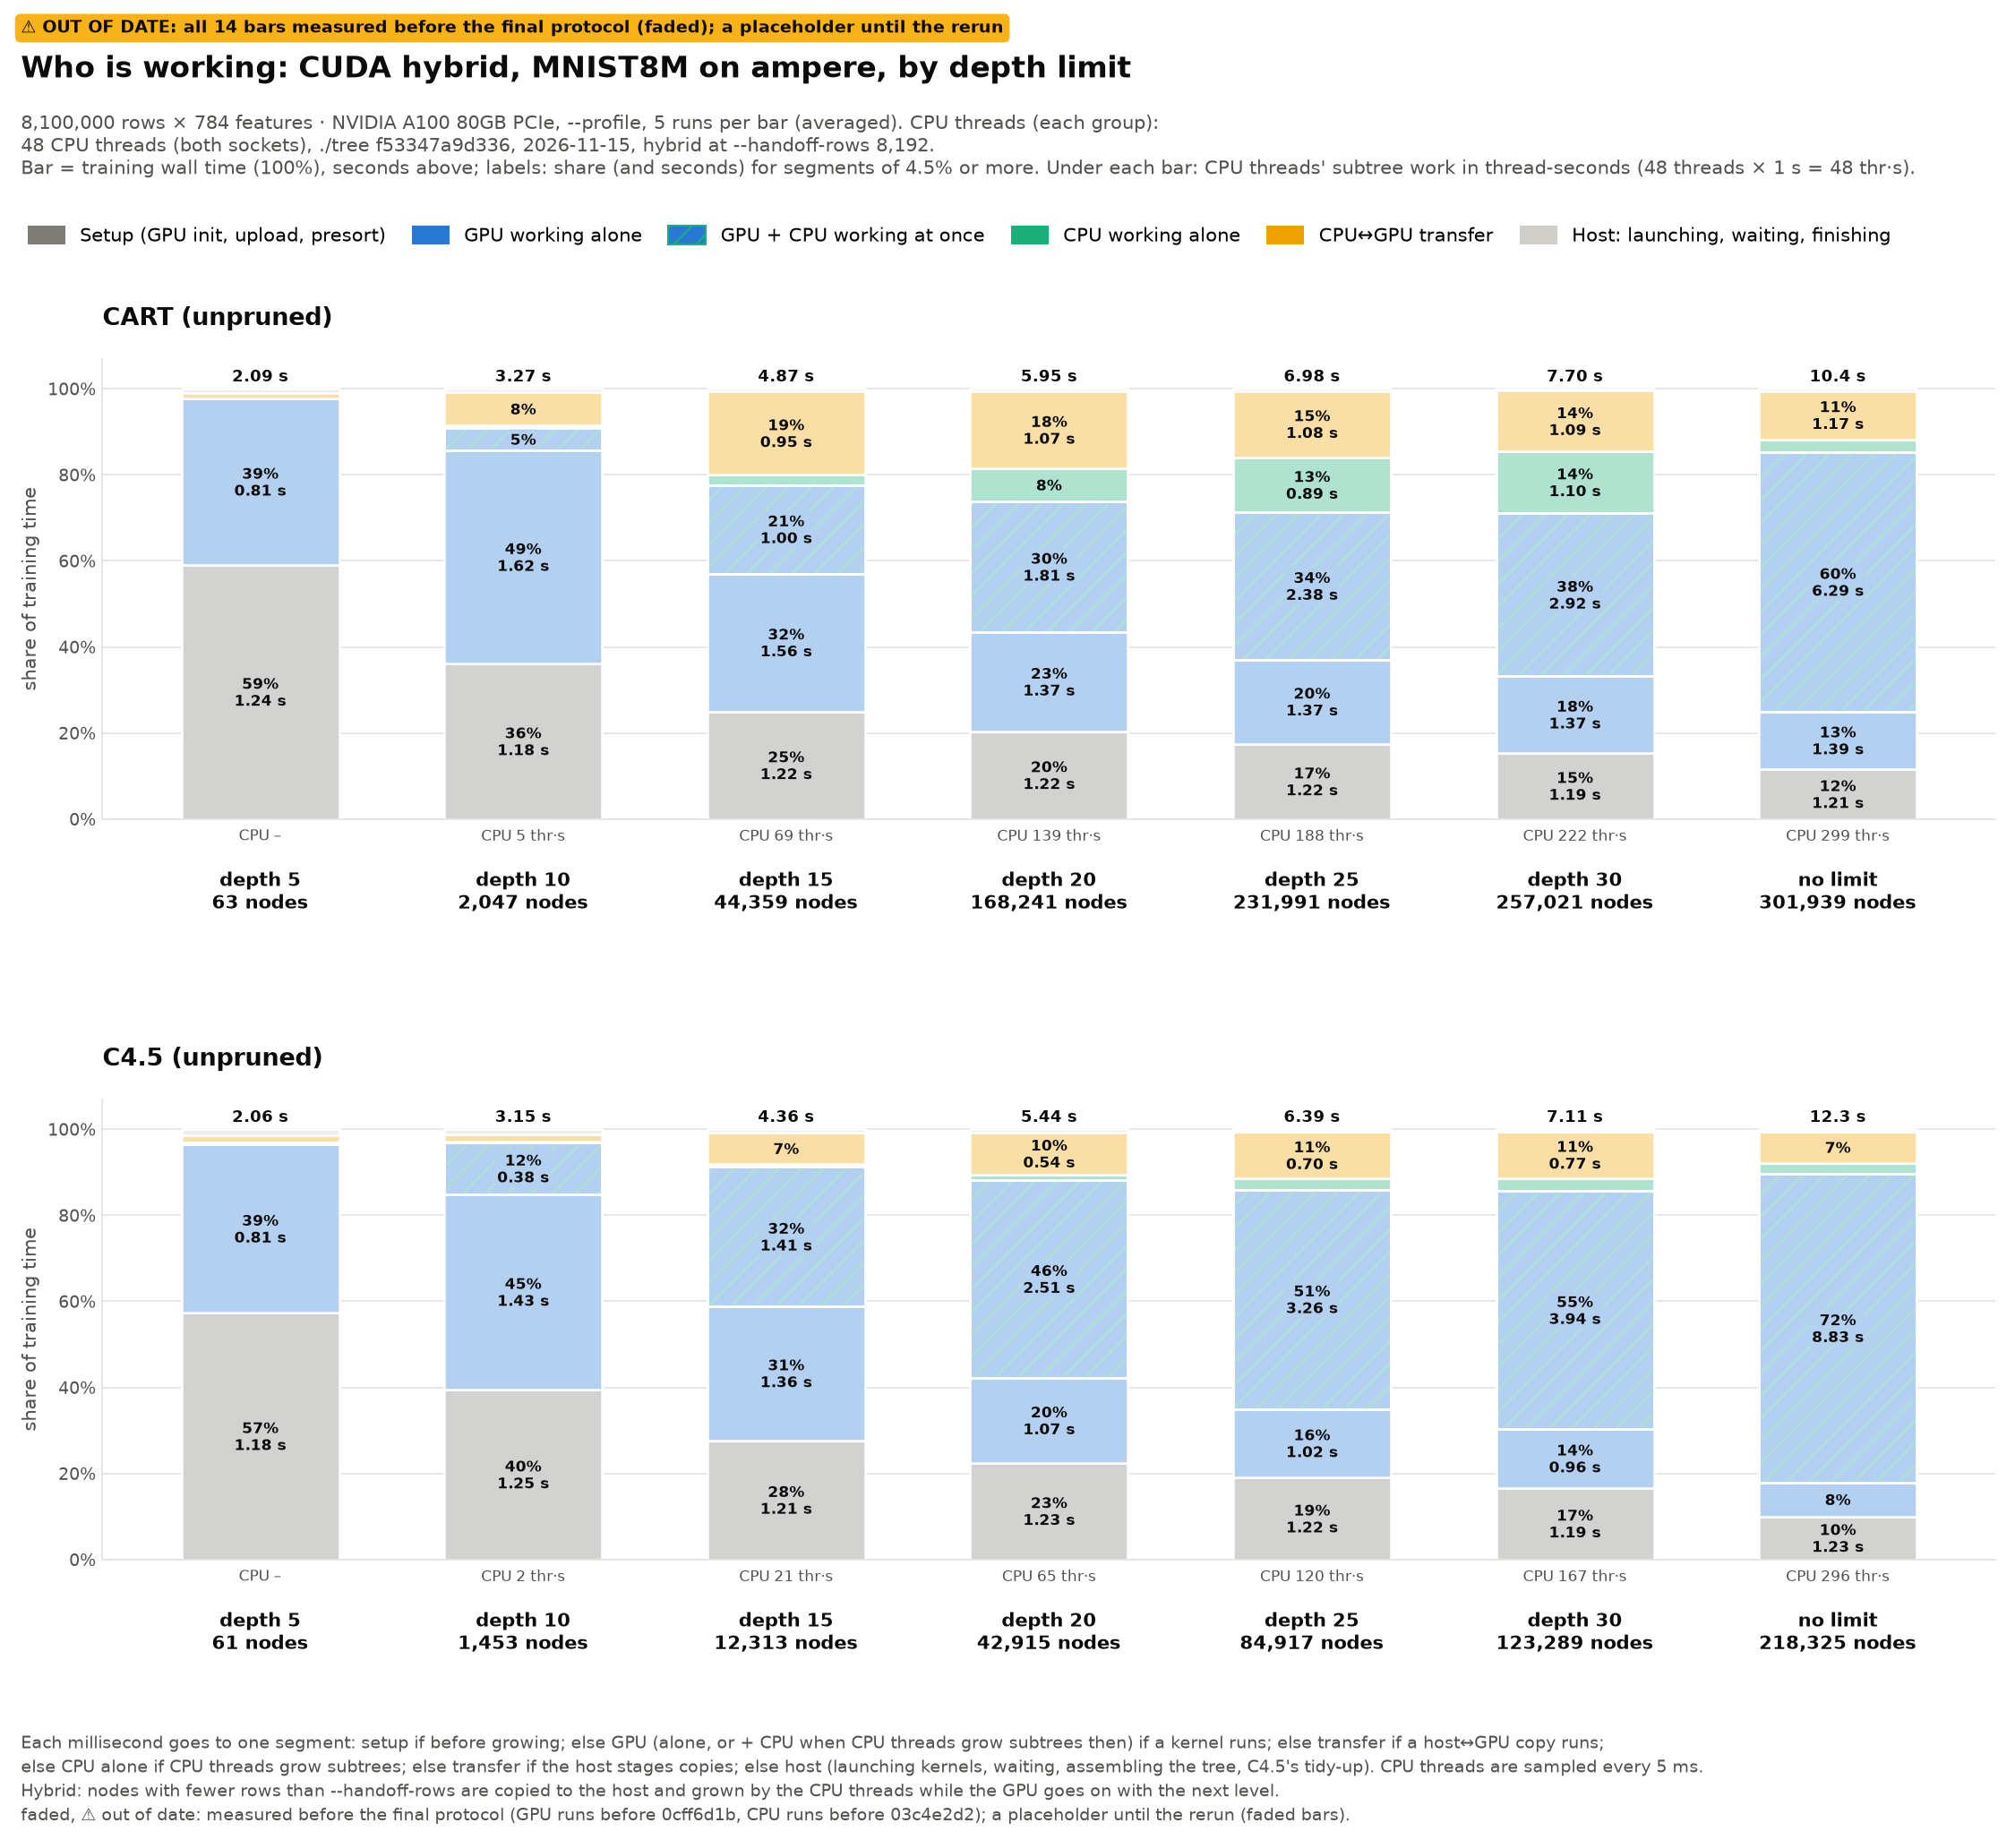 ⚠ OUT OF DATE: all 14 bars measured before the final protocol (faded); a placeholder until the rerun
Who is working: CUDA hybrid, MNIST8M on ampere, by depth limit
8,100,000 rows × 784 features · NVIDIA A100 80GB PCIe, --profile, 5 runs per bar (averaged). CPU threads (each group):
48 CPU threads (both sockets), ./tree f53347a9d336, 2026-11-15, hybrid at --handoff-rows 8,192.
Bar = training wall time (100%), seconds above; labels: share (and seconds) for segments of 4.5% or more. Under each bar: CPU threads' subtree work in thread-seconds (48 threads × 1 s = 48 thr·s).
Setup (GPU init, upload, presort) GPU working alone GPU + CPU working at once CPU working alone CPU↔GPU transfer Host: launching, waiting, finishing
CART (unpruned)
share of training time
100%
80%
60%
40%
20%
0%
2.09 s
39%
0.81 s
59%
1.24 s
CPU –
depth 5
63 nodes
3.27 s
8%
5%
49%
1.62 s
36%
1.18 s
CPU 5 thr·s
depth 10
2,047 nodes
4.87 s
19%
0.95 s
21%
1.00 s
32%
1.56 s
25%
1.22 s
CPU 69 thr·s
depth 15
44,359 nodes
5.95 s
18%
1.07 s
8%
30%
1.81 s
23%
1.37 s
20%
1.22 s
CPU 139 thr·s
depth 20
168,241 nodes
6.98 s
15%
1.08 s
13%
0.89 s
34%
2.38 s
20%
1.37 s
17%
1.22 s
CPU 188 thr·s
depth 25
231,991 nodes
7.70 s
14%
1.09 s
14%
1.10 s
38%
2.92 s
18%
1.37 s
15%
1.19 s
CPU 222 thr·s
depth 30
257,021 nodes
10.4 s
11%
1.17 s
60%
6.29 s
13%
1.39 s
12%
1.21 s
CPU 299 thr·s
no limit
301,939 nodes
C4.5 (unpruned)
share of training time
100%
80%
60%
40%
20%
0%
2.06 s
39%
0.81 s
57%
1.18 s
CPU –
depth 5
61 nodes
3.15 s
12%
0.38 s
45%
1.43 s
40%
1.25 s
CPU 2 thr·s
depth 10
1,453 nodes
4.36 s
7%
32%
1.41 s
31%
1.36 s
28%
1.21 s
CPU 21 thr·s
depth 15
12,313 nodes
5.44 s
10%
0.54 s
46%
2.51 s
20%
1.07 s
23%
1.23 s
CPU 65 thr·s
depth 20
42,915 nodes
6.39 s
11%
0.70 s
51%
3.26 s
16%
1.02 s
19%
1.22 s
CPU 120 thr·s
depth 25
84,917 nodes
7.11 s
11%
0.77 s
55%
3.94 s
14%
0.96 s
17%
1.19 s
CPU 167 thr·s
depth 30
123,289 nodes
12.3 s
7%
72%
8.83 s
8%
10%
1.23 s
CPU 296 thr·s
no limit
218,325 nodes
Each millisecond goes to one segment: setup if before growing; else GPU (alone, or + CPU when CPU threads grow subtrees then) if a kernel runs; else transfer if a host↔GPU copy runs;
else CPU alone if CPU threads grow subtrees; else transfer if the host stages copies; else host (launching kernels, waiting, assembling the tree, C4.5's tidy-up). CPU threads are sampled every 5 ms.
Hybrid: nodes with fewer rows than --handoff-rows are copied to the host and grown by the CPU threads while the GPU goes on with the next level.
faded, ⚠ out of date: measured before the final protocol (GPU runs before 0cff6d1b, CPU runs before 03c4e2d2); a placeholder until the rerun (faded bars).